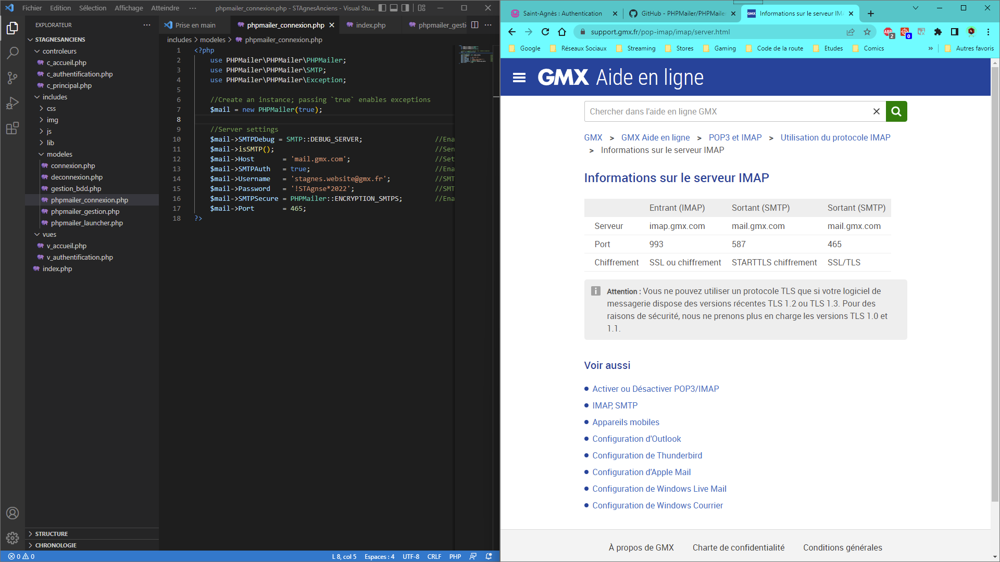 Fichier Edition Sélection Affichage Atteindre ··· phpmailer_connexion.php - STAgnesAnciens - Visual Stu...
EXPLORATEUR ···
STAGNESANCIENS
controleurs
c_accueil.php
c_authentification.php
c_principal.php
includes
css
img
js
lib
modeles
connexion.php
deconnexion.php
gestion_bdd.php
phpmailer_connexion.php
phpmailer_gestion.php
phpmailer_launcher.php
vues
v_accueil.php
v_authentification.php
index.php
STRUCTURE
CHRONOLOGIE
Prise en main phpmailer_connexion.php index.php phpmailer_gesti ···
includes > modeles > phpmailer_connexion.php
1 <?php
2 use PHPMailer\PHPMailer\PHPMailer;
3 use PHPMailer\PHPMailer\SMTP;
4 use PHPMailer\PHPMailer\Exception;
5
6 //Create an instance; passing `true` enables exceptions
7 $mail = new PHPMailer(true);
8
9 //Server settings
10 $mail->SMTPDebug = SMTP::DEBUG_SERVER; //Ena
11 $mail->isSMTP(); //Sen
12 $mail->Host = 'mail.gmx.com'; //Set
13 $mail->SMTPAuth = true; //Ena
14 $mail->Username = 'stagnes.website@gmx.fr'; //SMT
15 $mail->Password = '!STAgnse*2022'; //SMT
16 $mail->SMTPSecure = PHPMailer::ENCRYPTION_SMTPS; //Ena
17 $mail->Port = 465;
18 ?>
0 0 L 8, col 5 Espaces : 4 UTF-8 CRLF PHP
Saint-Agnès : Authentication GitHub - PHPMailer/PHPMaile GMX Informations sur le serveur IM
support.gmx.fr/pop-imap/imap/server.html ABP 2 0
Google Réseaux Sociaux Streaming Stores Gaming Code de la route Etudes Comics » Autres favoris
GMX Aide en ligne
Chercher dans l'aide en ligne GMX
GMX > GMX Aide en ligne > POP3 et IMAP > Utilisation du protocole IMAP
> Informations sur le serveur IMAP
Informations sur le serveur IMAP
Entrant (IMAP) Sortant (SMTP) Sortant (SMTP)
Serveur imap.gmx.com mail.gmx.com mail.gmx.com
Port 993 587 465
Chiffrement SSL ou chiffrement STARTTLS chiffrement SSL/TLS
Attention : Vous ne pouvez utiliser un protocole TLS que si votre logiciel de
messagerie dispose des versions récentes TLS 1.2 ou TLS 1.3. Pour des
raisons de sécurité, nous ne prenons plus en charge les versions TLS 1.0 et
1.1.
Voir aussi
Activer ou Désactiver POP3/IMAP
IMAP, SMTP
Appareils mobiles
Configuration d'Outlook
Configuration de Thunderbird
Configuration d'Apple Mail
Configuration de Windows Live Mail
Configuration de Windows Courrier
À propos de GMX Charte de confidentialité Conditions générales